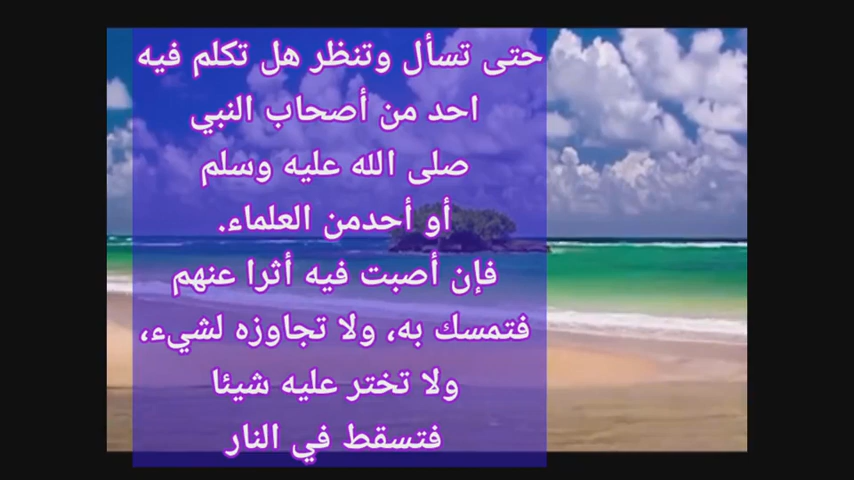 حتى تسأل وتنظر هل تكلم فيه
احد من أصحاب النبي
صلى الله عليه وسلم
أو أحدمن العلماء.
فإن أصبت فيه أثرا عنهم
فتمسك به، ولا تجاوزه لشيء،
ولا تختر عليه شيئا
فتسقط في النار